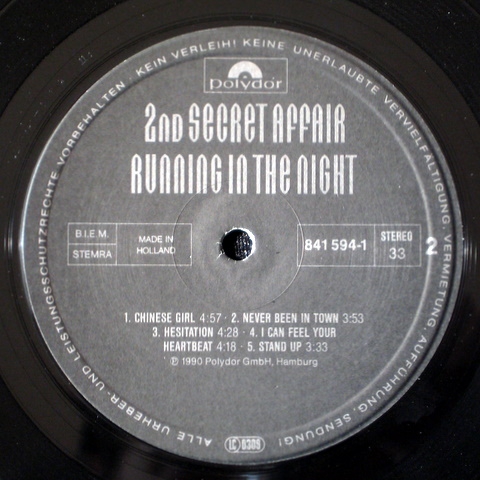 ALLE URHEBER- UND LEISTUNGSSCHUTZRECHTE VORBEHALTEN · KEIN VERLEIH! KEINE UNERLAUBTE VERVIELFÄLTIGUNG, VERMIETUNG, AUFFÜHRUNG, SENDUNG!
polydor
2ND SECRET AFFAIR
RUNNING IN THE NIGHT
B.I.E.M.
STEMRA
MADE IN
HOLLAND
841 594-1
STEREO
33
2
1. CHINESE GIRL 4:57 · 2. NEVER BEEN IN TOWN 3:53
3. HESITATION 4:28 · 4. I CAN FEEL YOUR
HEARTBEAT 4:18 · 5. STAND UP 3:33
℗ 1990 Polydor GmbH, Hamburg
LC 0309